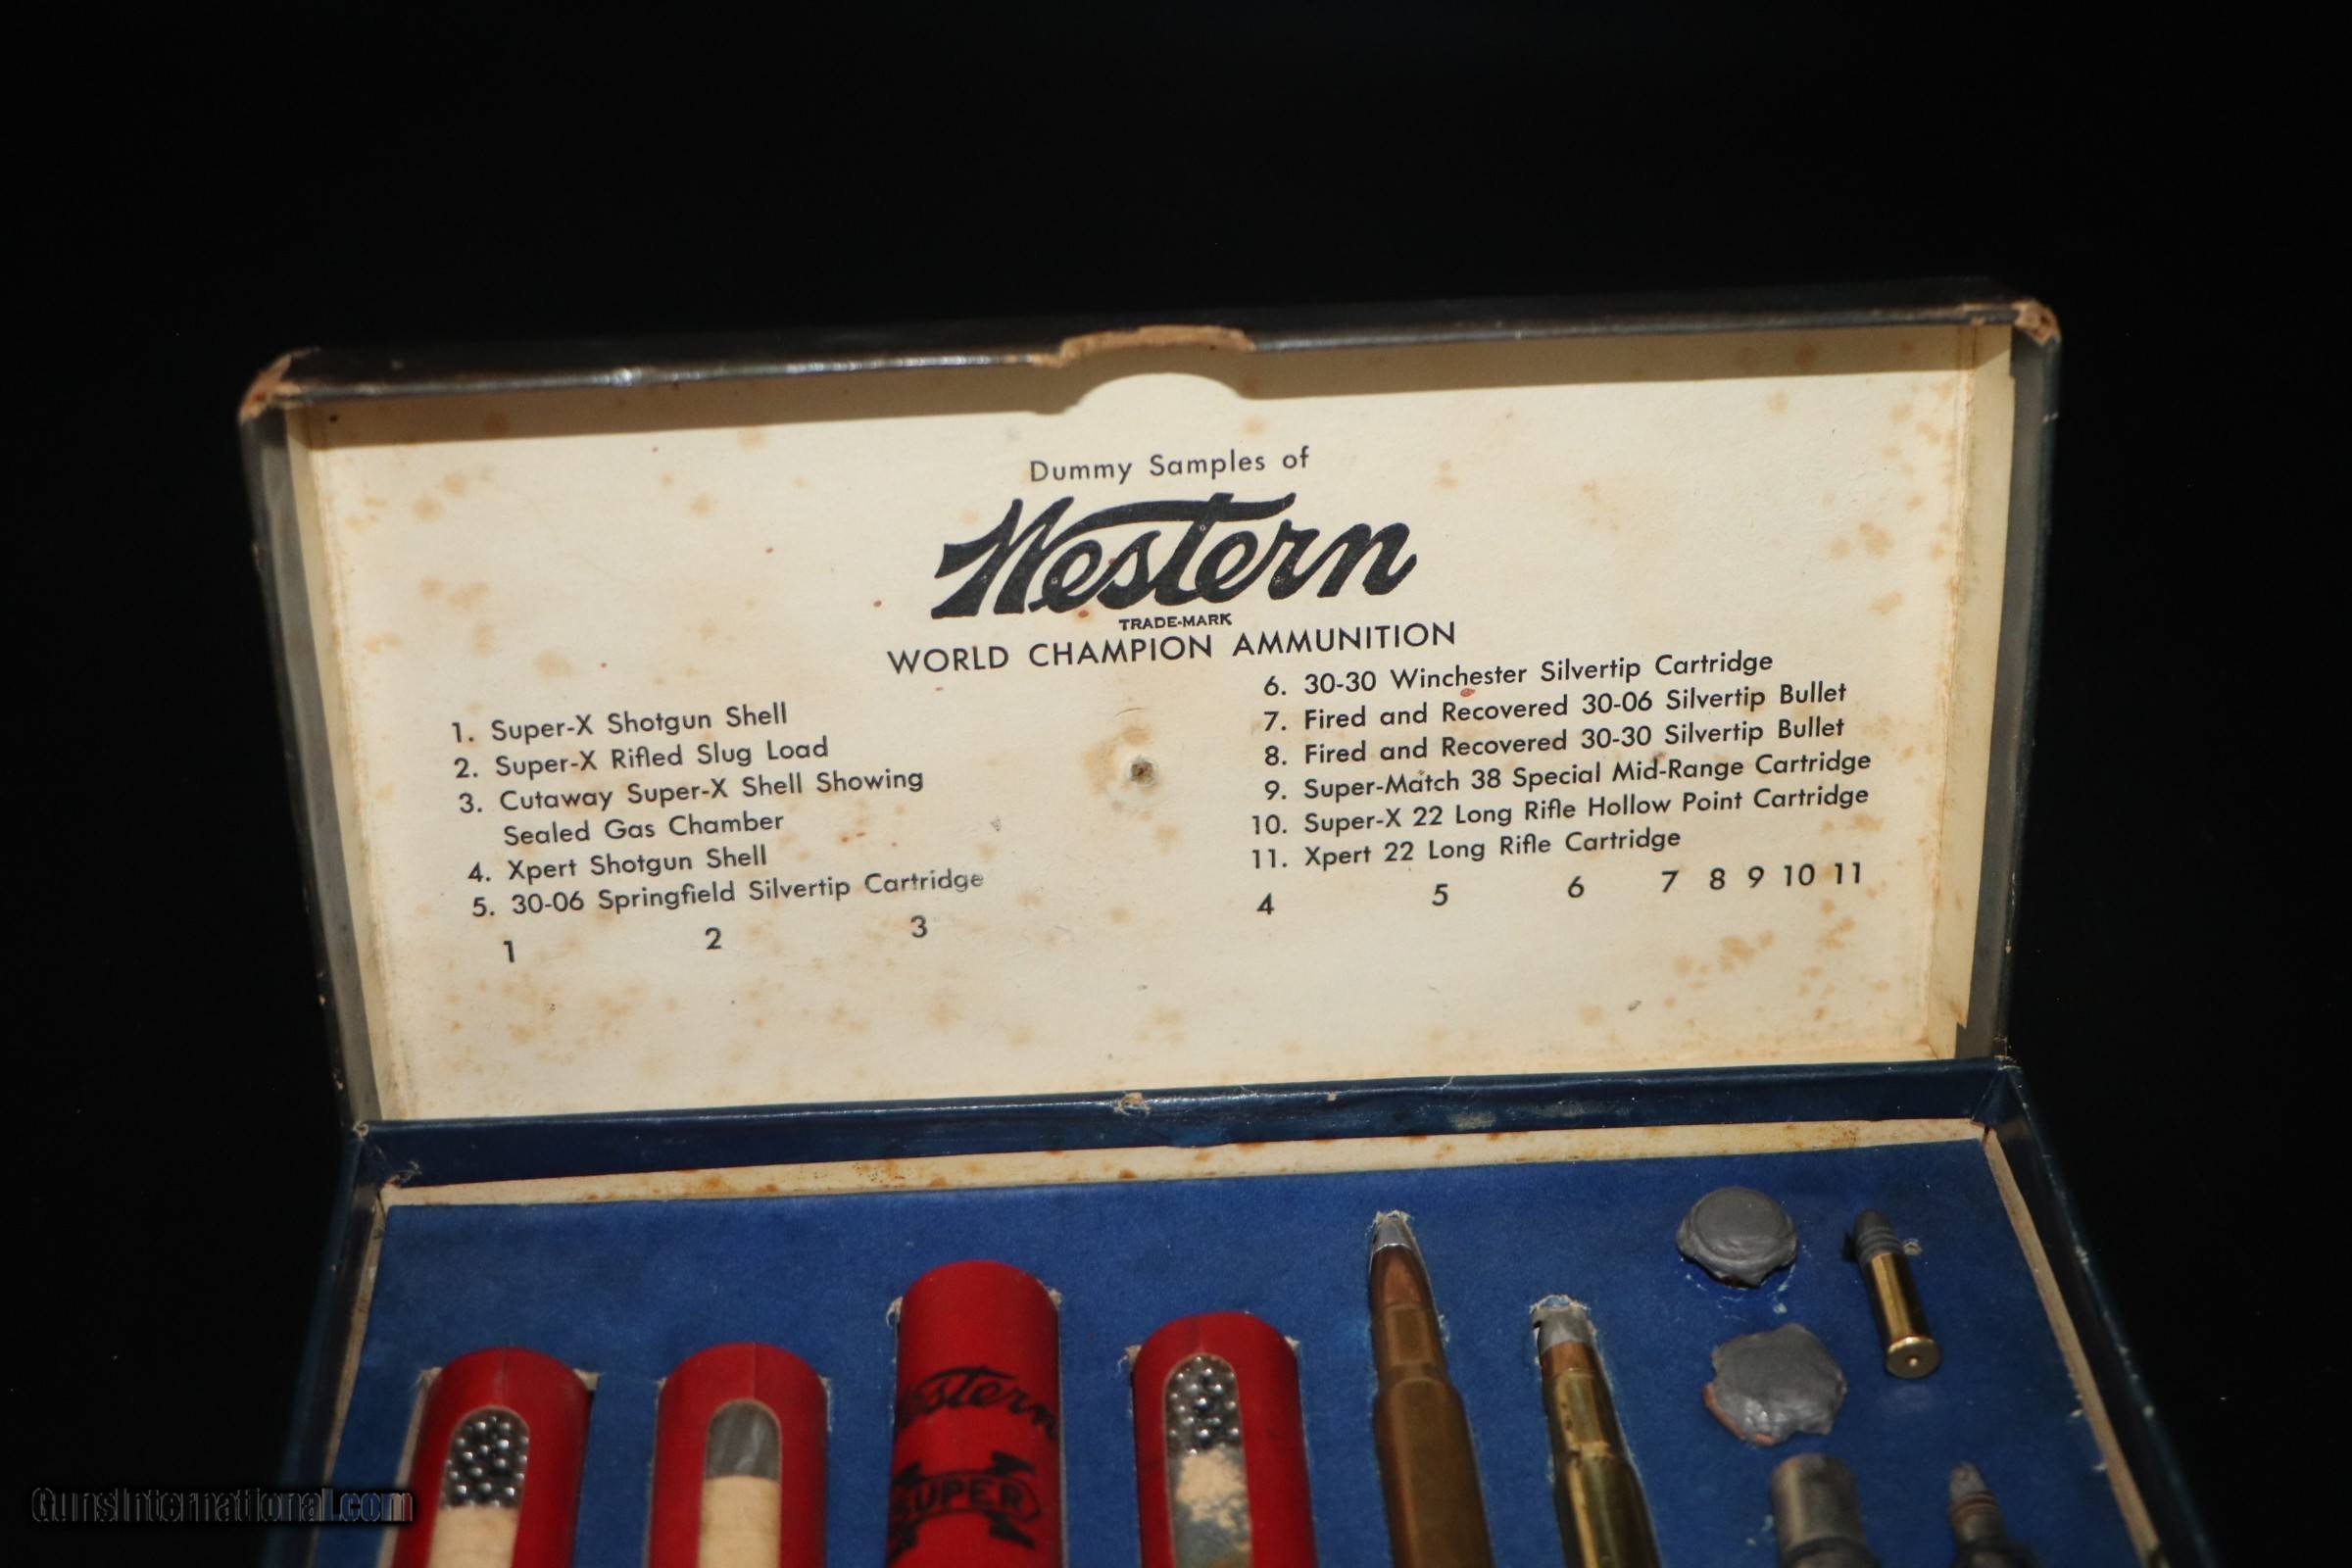 Dummy Samples of
Western
TRADE-MARK
WORLD CHAMPION AMMUNITION
1. Super-X Shotgun Shell
2. Super-X Rifled Slug Load
3. Cutaway Super-X Shell Showing
Sealed Gas Chamber
4. Xpert Shotgun Shell
5. 30-06 Springfield Silvertip Cartridge
1 2 3
6. 30-30 Winchester Silvertip Cartridge
7. Fired and Recovered 30-06 Silvertip Bullet
8. Fired and Recovered 30-30 Silvertip Bullet
9. Super-Match 38 Special Mid-Range Cartridge
10. Super-X 22 Long Rifle Hollow Point Cartridge
11. Xpert 22 Long Rifle Cartridge
4 5 6 7 8 9 10 11
Western
SUPER
GunsInternational.com